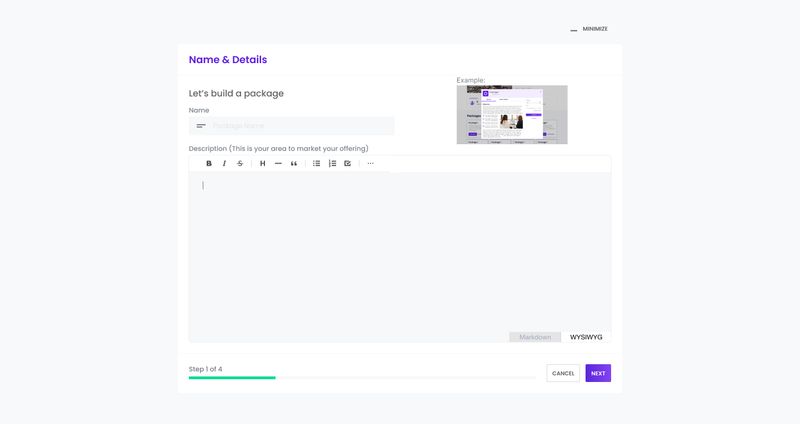 MINIMIZE
Name & Details
Example:
Let's build a package
Name
Package Name
Description (This is your area to market your offering)
B I S H
Markdown WYSIWYG
Step 1 of 4
CANCEL NEXT